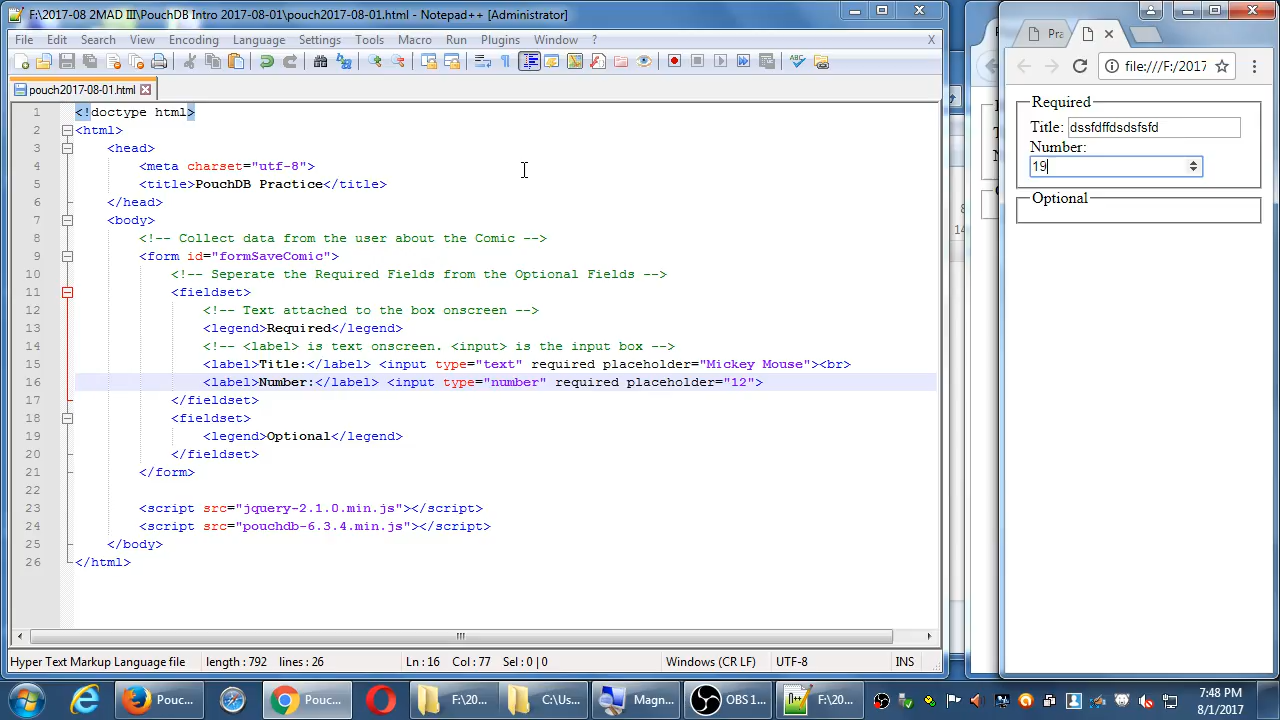 F:\2017-08 2MAD III\PouchDB Intro 2017-08-01\pouch2017-08-01.html - Notepad++ [Administrator]
File Edit Search View Encoding Language Settings Tools Macro Run Plugins Window ? X
pouch2017-08-01.html
1 <!doctype html>
2 <html>
3 <head>
4 <meta charset="utf-8">
5 <title>PouchDB Practice</title>
6 </head>
7 <body>
8 <!-- Collect data from the user about the Comic -->
9 <form id="formSaveComic">
10 <!-- Seperate the Required Fields from the Optional Fields -->
11 <fieldset>
12 <!-- Text attached to the box onscreen -->
13 <legend>Required</legend>
14 <!-- <label> is text onscreen. <input> is the input box -->
15 <label>Title:</label> <input type="text" required placeholder="Mickey Mouse"><br>
16 <label>Number:</label> <input type="number" required placeholder="12">
17 </fieldset>
18 <fieldset>
19 <legend>Optional</legend>
20 </fieldset>
21 </form>
22
23 <script src="jquery-2.1.0.min.js"></script>
24 <script src="pouchdb-6.3.4.min.js"></script>
25 </body>
26 </html>
Hyper Text Markup Language file length : 792 lines : 26 Ln : 16 Col : 77 Sel : 0 | 0 Windows (CR LF) UTF-8 INS
Pra
file:///F:/2017
Required
Title: dssfdffdsdsfsfd
Number:
19
Optional
Pouc... Pouc... F:\20... C:\Us... Magn... OBS 1... F:\20...
7:48 PM
8/1/2017